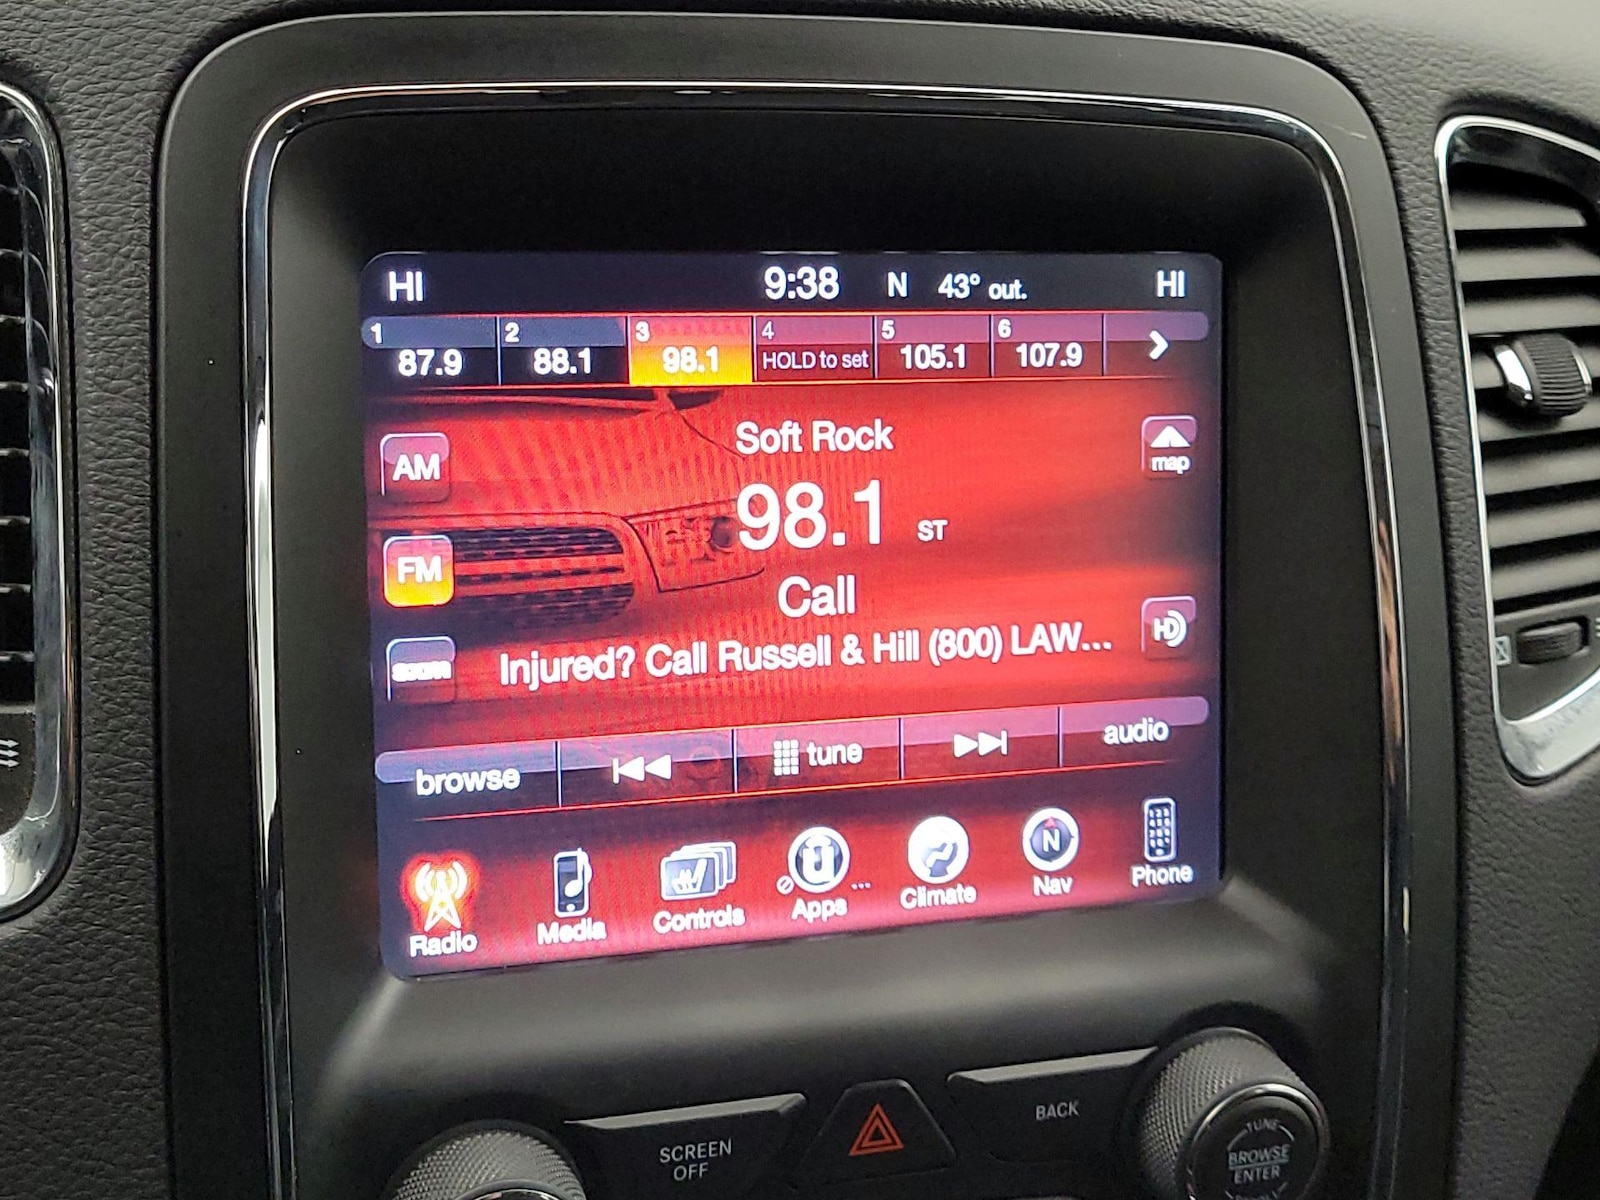 HI 9:38 N 43° out. HI
1 2 3 4 5 6
87.9 88.1 98.1 HOLD to set 105.1 107.9
Soft Rock
AM
map
98.1 ST
FM
Call
HD
Injured? Call Russell & Hill (800) LAW...
browse tune audio
N
Radio Media Controls Apps Climate Nav Phone
SCREEN
OFF
BACK
TUNE
BROWSE
ENTER